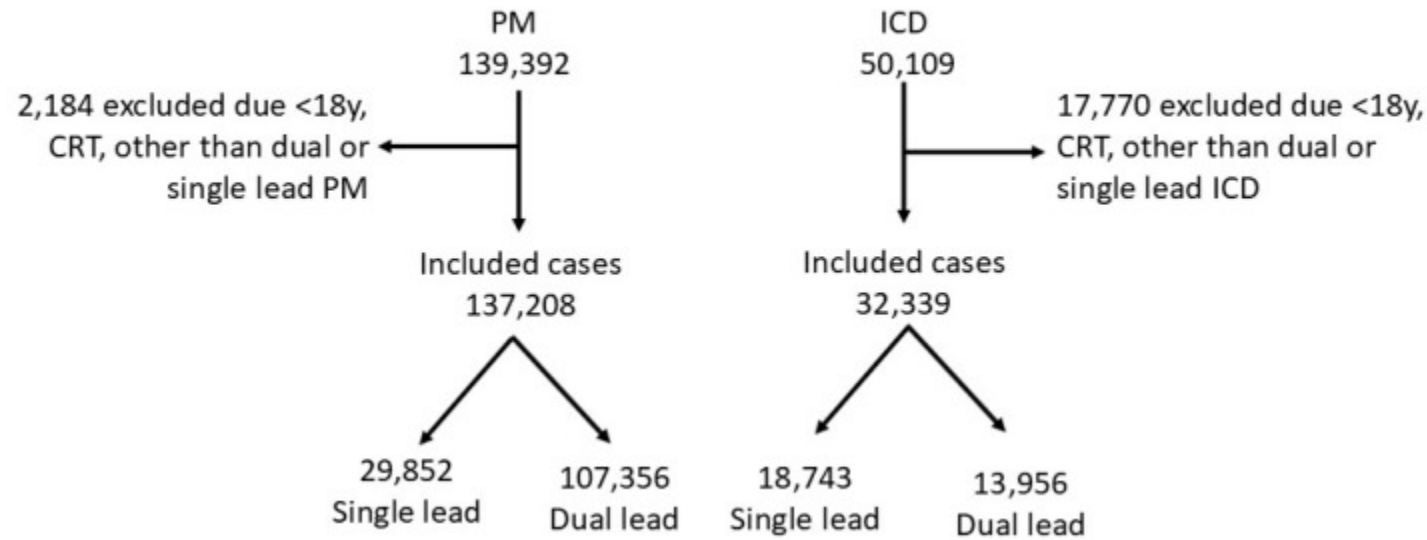 PM
139,392
2,184 excluded due <18y,
CRT, other than dual or
single lead PM
Included cases
137,208
29,852
Single lead
107,356
Dual lead
ICD
50,109
17,770 excluded due <18y,
CRT, other than dual or
single lead ICD
Included cases
32,339
18,743
Single lead
13,956
Dual lead